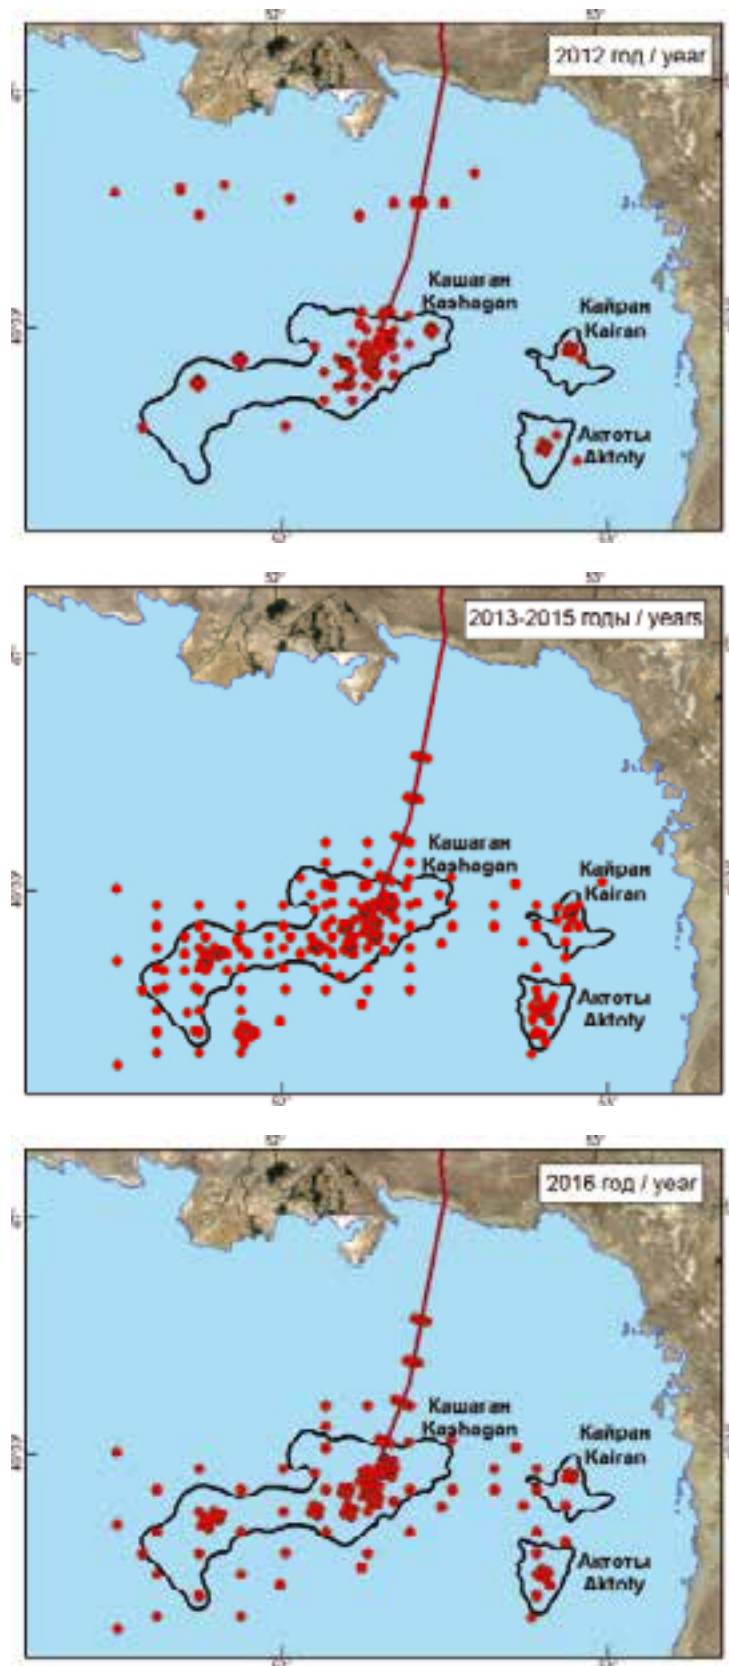 2012 год / year
Кашаган
Kashagan
Кайран
Kairan
Актоты
Aktoty
2013-2015 годы / years
Кашаган
Kashagan
Кайран
Kairan
Актоты
Aktoty
2016 год / year
Кашаган
Kashagan
Кайран
Kairan
Актоты
Aktoty